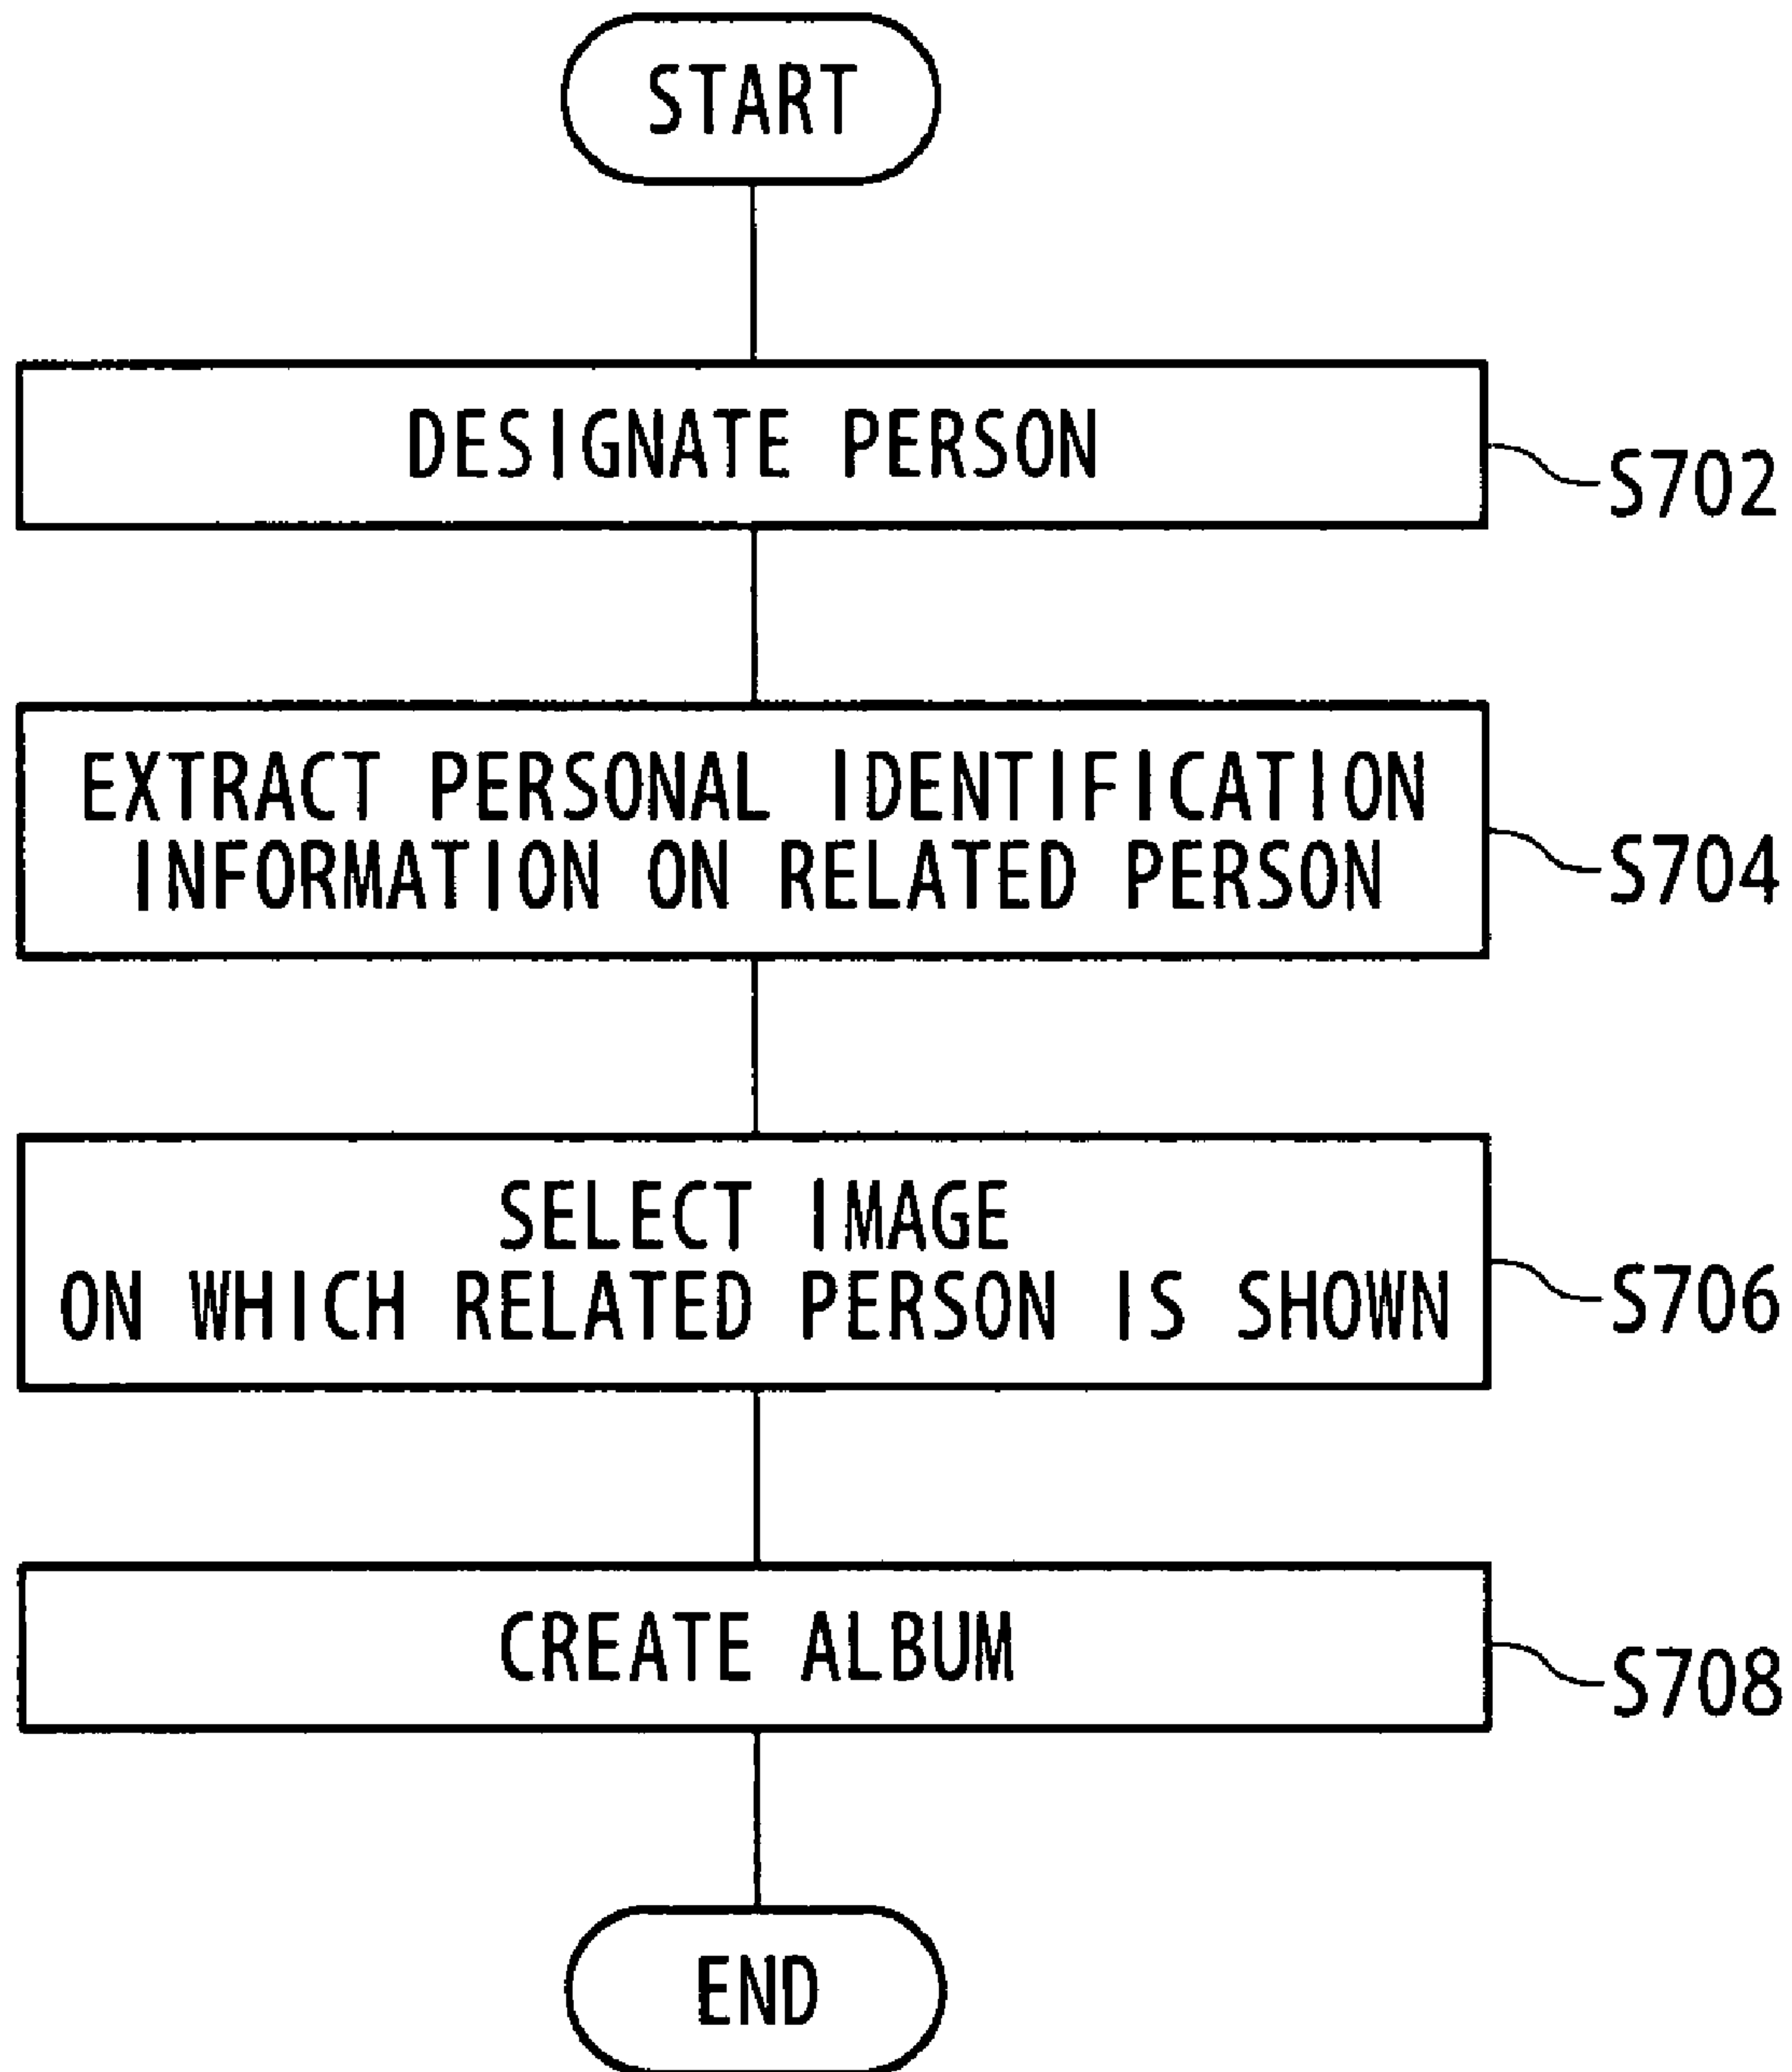 START
DESIGNATE PERSON
S702
EXTRACT PERSONAL IDENTIFICATION
INFORMATION ON RELATED PERSON
S704
SELECT IMAGE
ON WHICH RELATED PERSON IS SHOWN
S706
CREATE ALBUM
S708
END